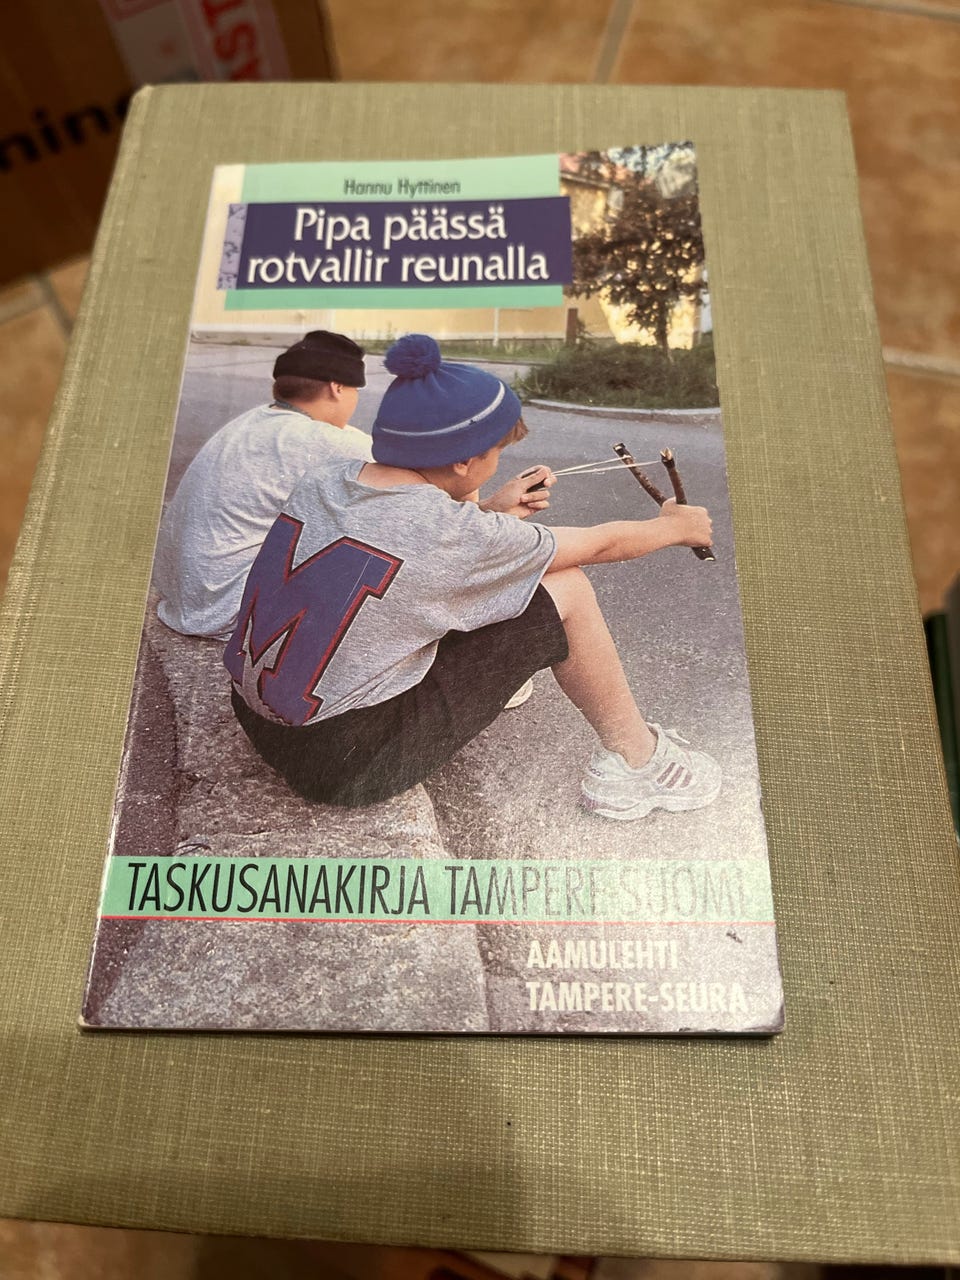 Hannu Hyttinen
Pipa päässä
rotvallir reunalla
M
TASKUSANAKIRJA TAMPERE SUOMI
AAMULEHTI
TAMPERE-SEURA